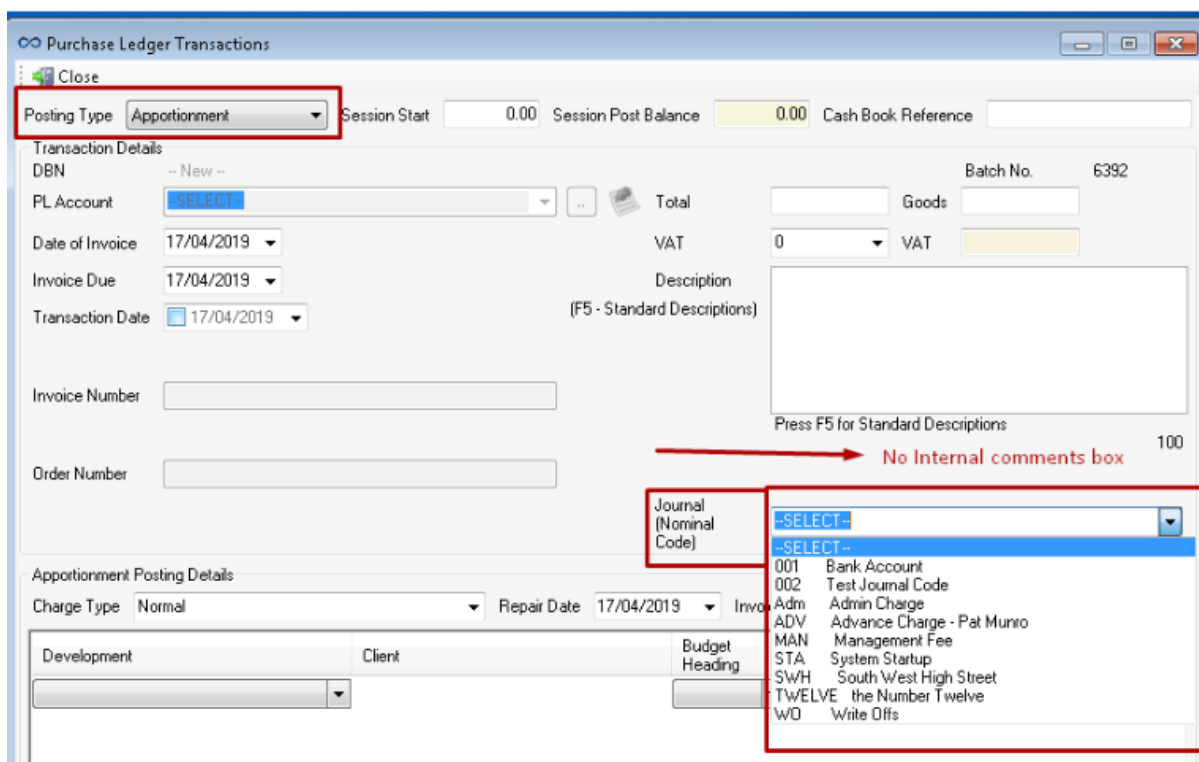 Purchase Ledger Transactions
Close
Posting Type Apportionment Session Start 0.00 Session Post Balance 0.00 Cash Book Reference
Transaction Details
DBN -- New -- Batch No. 6392
PL Account --SELECT-- .. Total Goods
Date of Invoice 17/04/2019 VAT 0 VAT
Invoice Due 17/04/2019 Description
Transaction Date 17/04/2019 (F5 - Standard Descriptions)
Invoice Number
Press F5 for Standard Descriptions
100
No Internal comments box
Order Number
Journal
(Nominal
Code)
--SELECT--
--SELECT--
001 Bank Account
002 Test Journal Code
Adm Admin Charge
ADV Advance Charge - Pat Munro
MAN Management Fee
STA System Startup
SWH South West High Street
TWELVE the Number Twelve
WO Write Offs
Apportionment Posting Details
Charge Type Normal Repair Date 17/04/2019
Development Client Budget
Heading